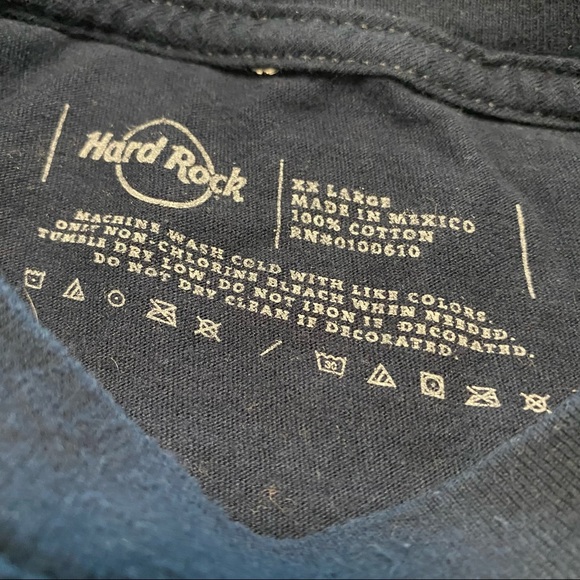 Hard Rock
XX LARGE
MADE IN MEXICO
100% COTTON
RN#0100610
MACHINE WASH COLD WITH LIKE COLORS.
ONLY NON-CHLORINE BLEACH WHEN NEEDED.
TUMBLE DRY LOW. DO NOT IRON IF DECORATED.
DO NOT DRY CLEAN IF DECORATED.
30